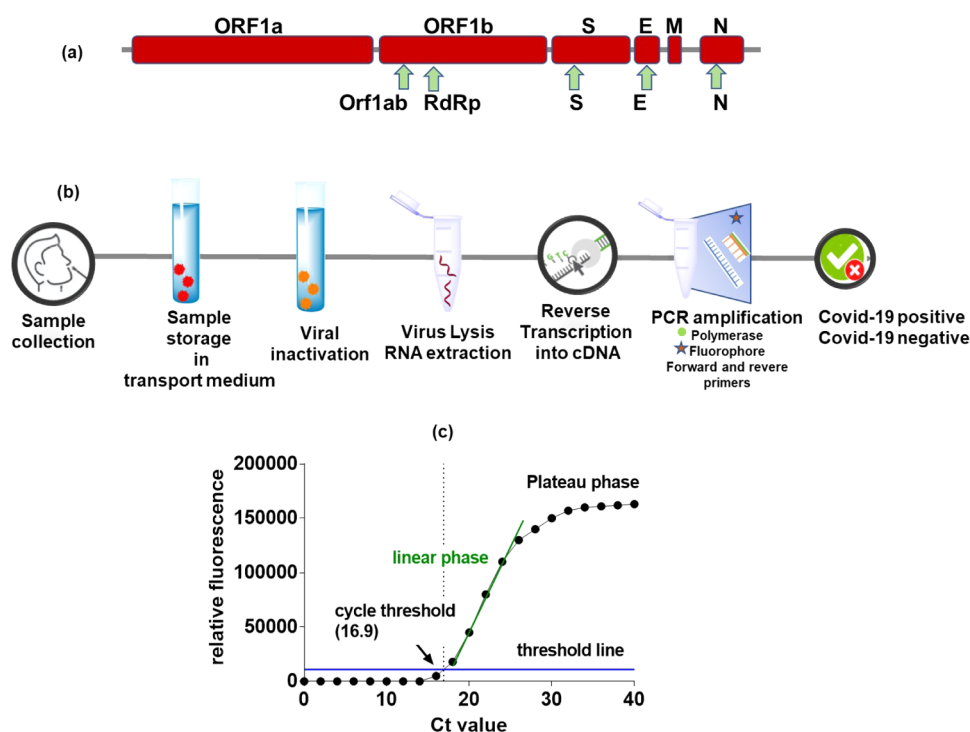 (a)
ORF1a ORF1b S E M N
Orf1ab RdRp S E N
(b)
Sample
collection
Sample
storage
in
transport medium
Viral
inactivation
Virus Lysis
RNA extraction
Reverse
Transcription
into cDNA
PCR amplification
Polymerase
Fluorophore
Forward and revere
primers
Covid-19 positive
Covid-19 negative
(c)
relative fluorescence
200000
150000
100000
50000
0
Plateau phase
linear phase
cycle threshold
(16.9)
threshold line
0 10 20 30 40
Ct value